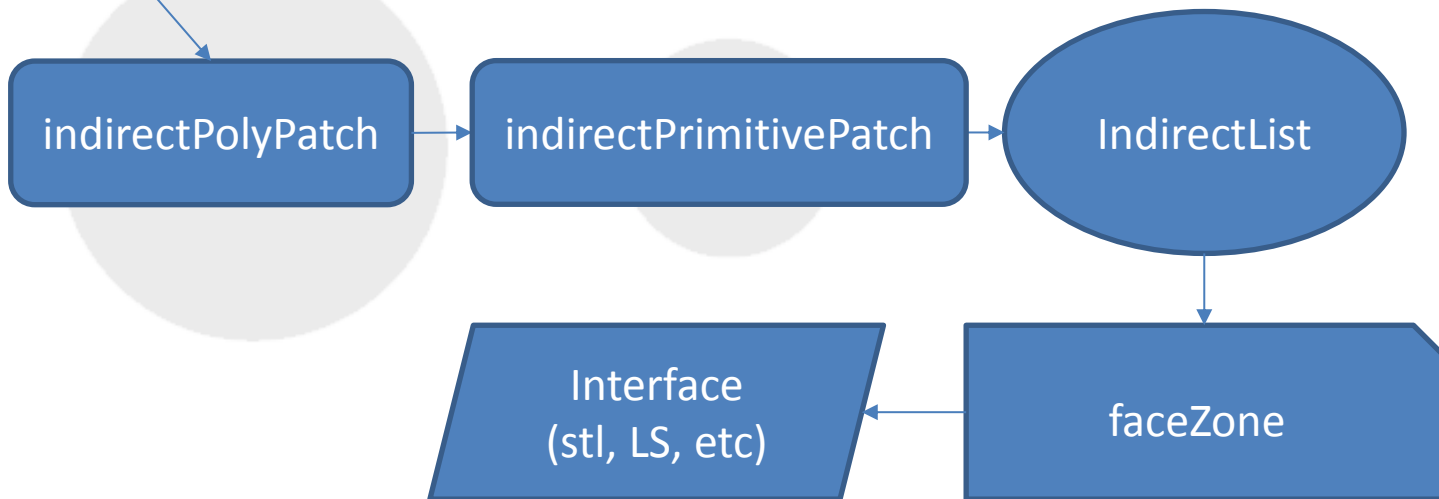 indirectPolyPatch
indirectPrimitivePatch
IndirectList
Interface
(stl, LS, etc)
faceZone